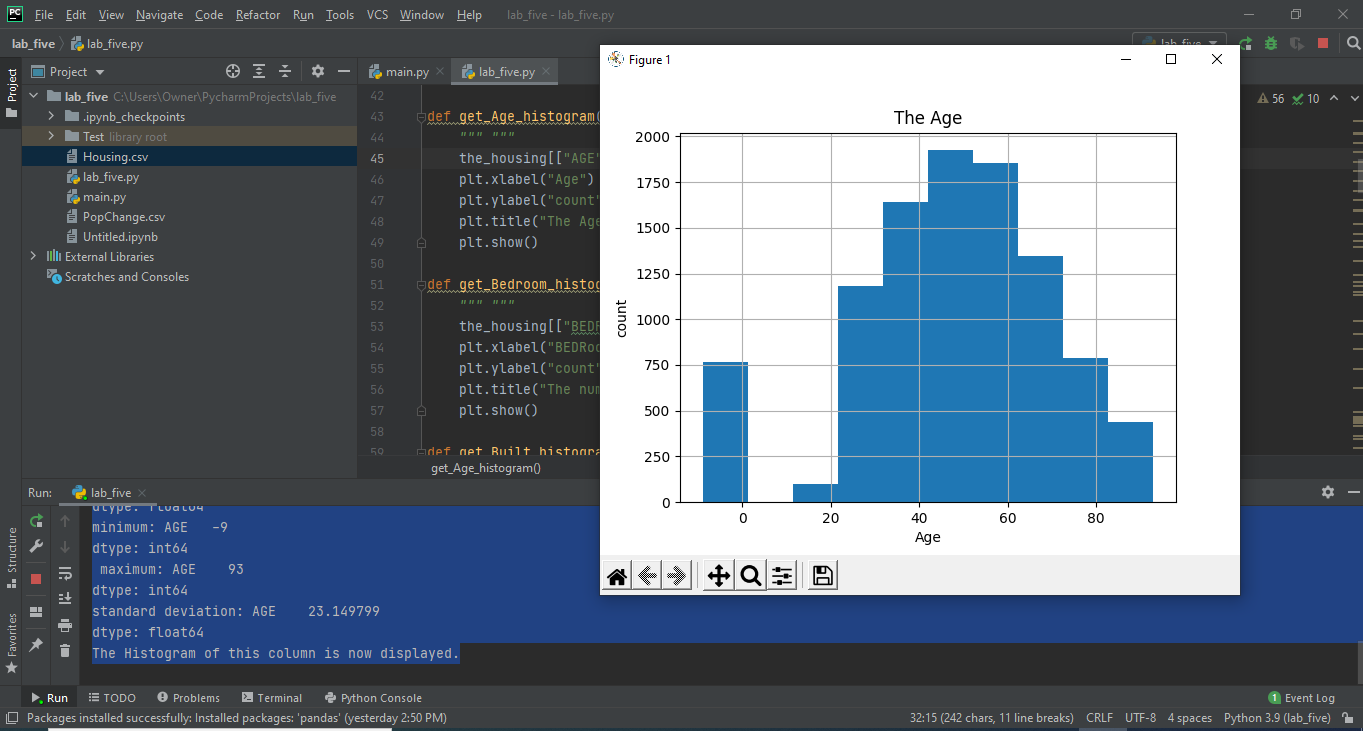 PC File Edit View Navigate Code Refactor Run Tools VCS Window Help lab_five - lab_five.py
lab_five lab_five.py
Figure 1
Project
main.py
lab_five.py
lab_five C:\Users\Owner\PycharmProjects\lab_five
.ipynb_checkpoints
Test library root
Housing.csv
lab_five.py
main.py
PopChange.csv
Untitled.ipynb
External Libraries
Scratches and Consoles
Project
42
43 def get_Age_histogram(
44 """ """
45 the_housing[["AGE"
46 plt.xlabel("Age")
47 plt.ylabel("count"
48 plt.title("The Age
49 plt.show()
50
51 def get_Bedroom_histog
52 """ """
53 the_housing[["BEDR
54 plt.xlabel("BEDRoo
55 plt.ylabel("count"
56 plt.title("The num
57 plt.show()
58
59 def get_Built_histogra
get_Age_histogram()
56 10
The Age
2000
1750
1500
1250
1000
750
500
250
0
count
0 20 40 60 80
Age
Run: lab_five
dtype: float64
minimum: AGE -9
dtype: int64
maximum: AGE 93
dtype: int64
standard deviation: AGE 23.149799
dtype: float64
The Histogram of this column is now displayed.
Structure
Favorites
Run TODO Problems Terminal Python Console 1 Event Log
Packages installed successfully: Installed packages: 'pandas' (yesterday 2:50 PM) 32:15 (242 chars, 11 line breaks) CRLF UTF-8 4 spaces Python 3.9 (lab_five)